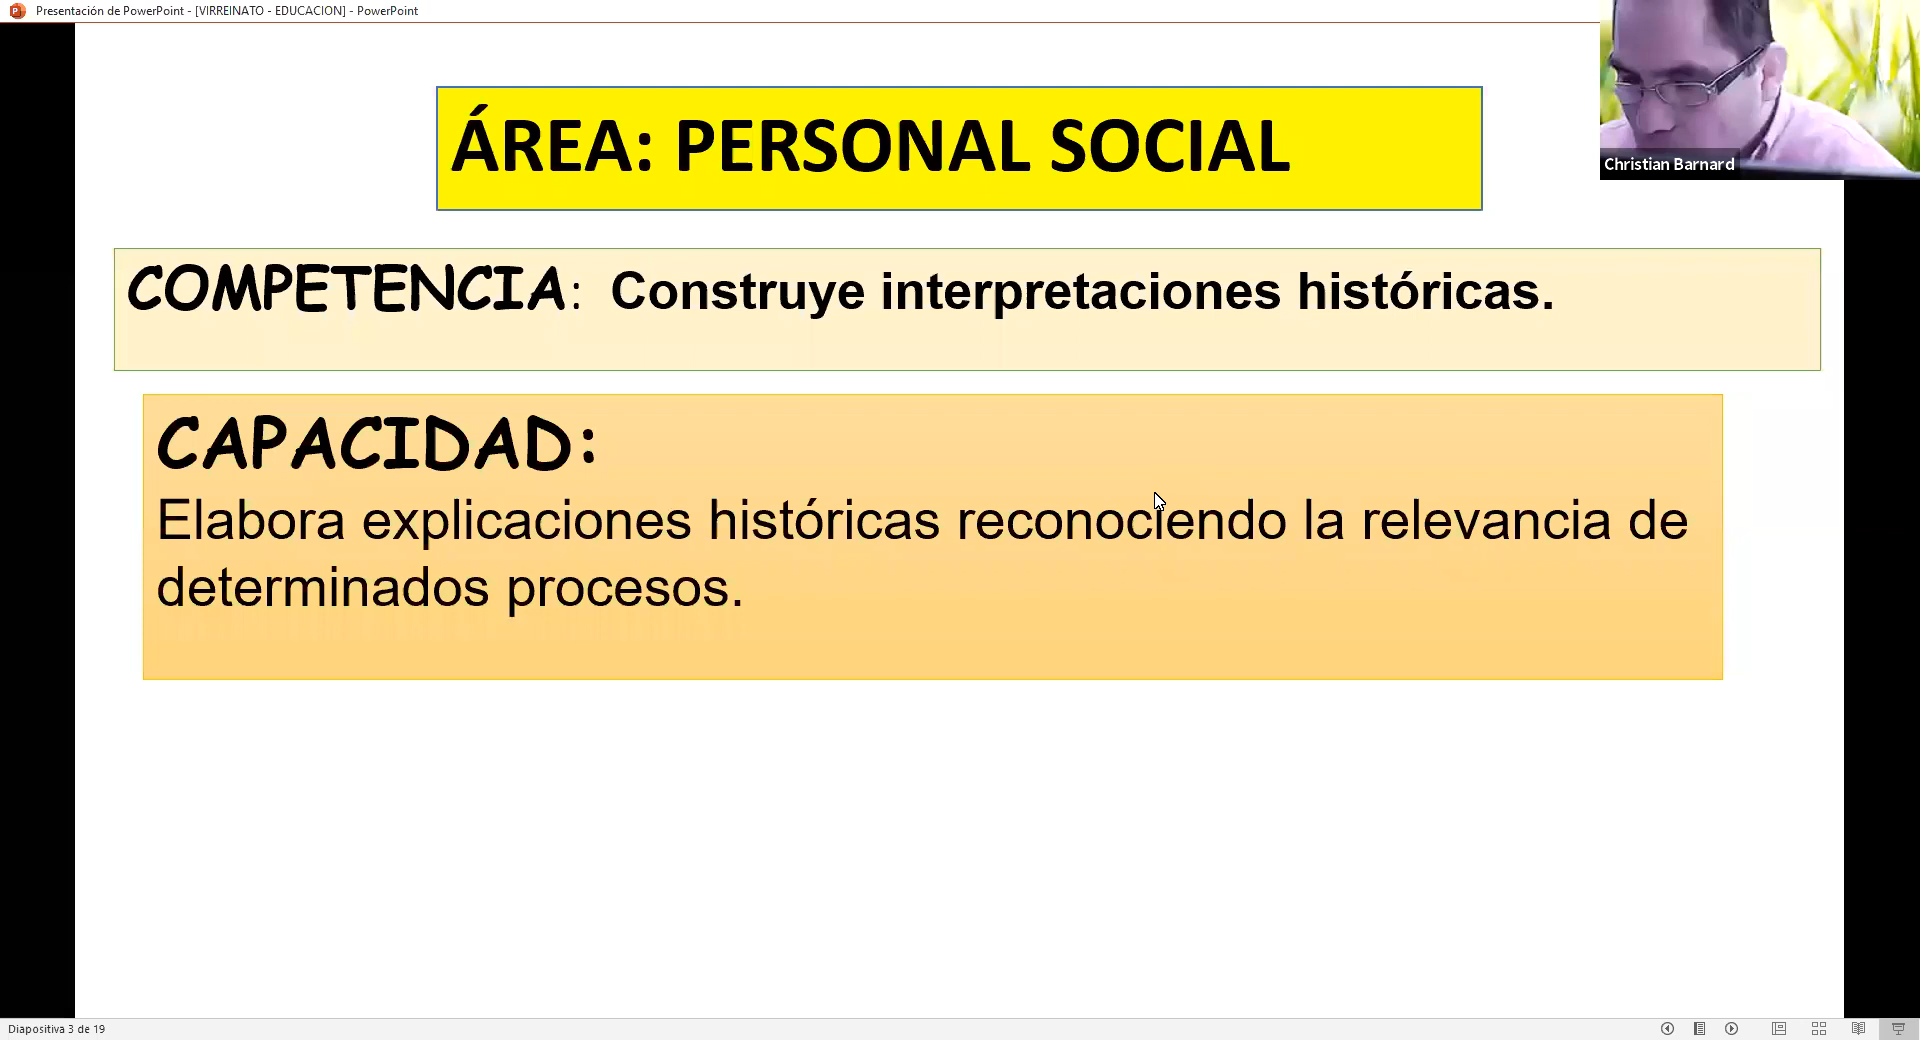 Presentación de PowerPoint - [VIRREINATO - EDUCACION] - PowerPoint
ÁREA: PERSONAL SOCIAL
Christian Barnard
COMPETENCIA: Construye interpretaciones históricas.
CAPACIDAD:
Elabora explicaciones históricas reconociendo la relevancia de
determinados procesos.
Diapositiva 3 de 19